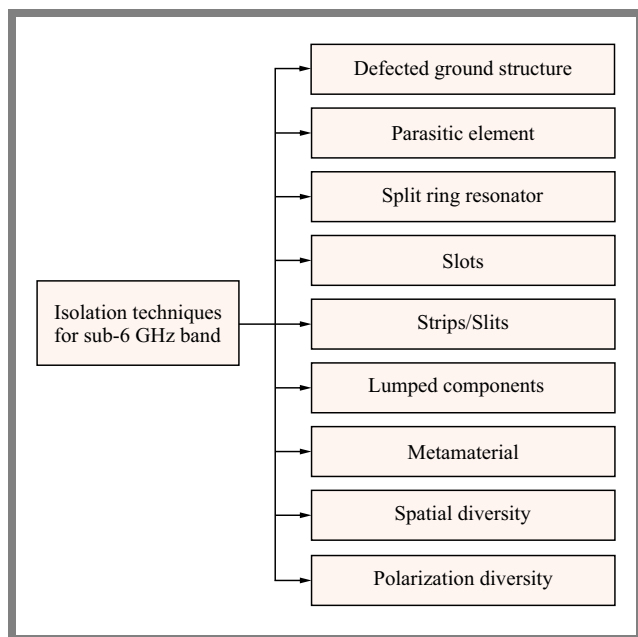 Defected ground structure
Parasitic element
Split ring resonator
Slots
Isolation techniques
for sub-6 GHz band
Strips/Slits
Lumped components
Metamaterial
Spatial diversity
Polarization diversity